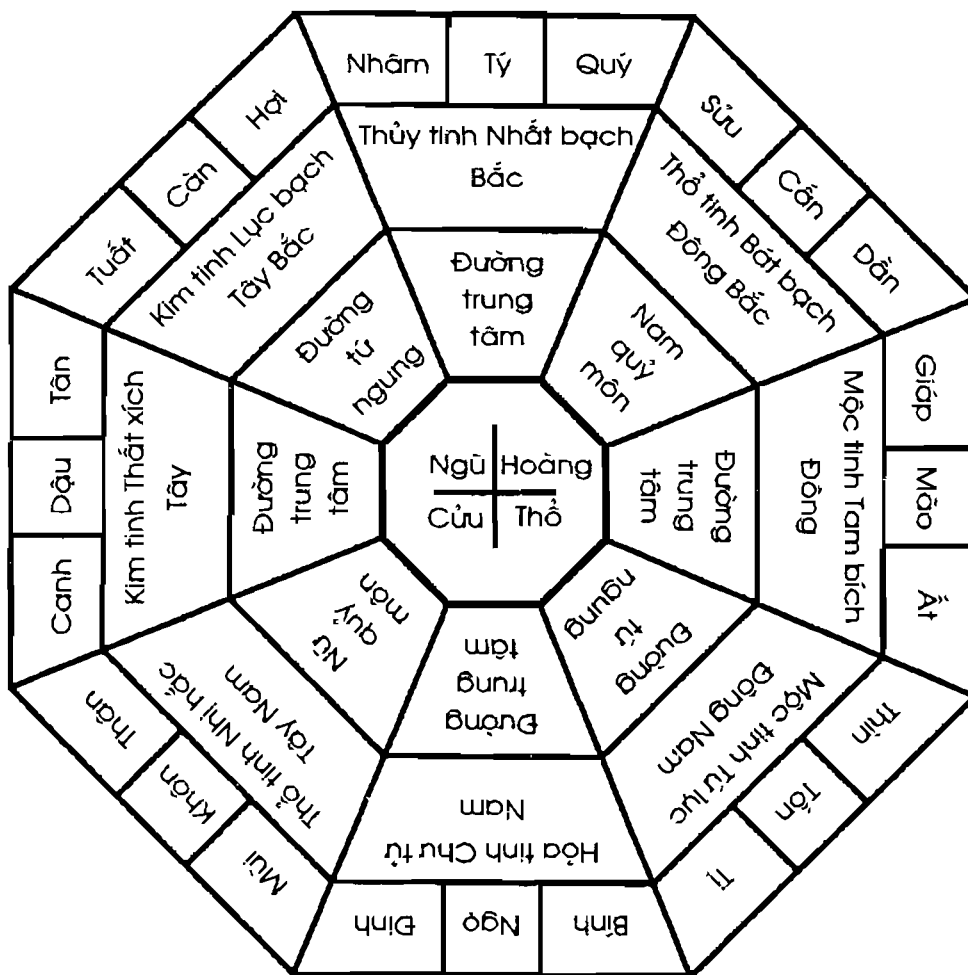 Nhâm
Tý
Quý
Thủy tinh Nhất bạch
Bắc
Đường
trung
tâm
Sửu
Cấn
Dần
Thổ tinh Bát bạch
Đông Bắc
Nam
quỷ
môn
Giáp
Mão
Ất
Mộc tinh Tam bích
Đông
Đường
trung
tâm
Thìn
Tốn
Tị
Mộc tinh Tứ lục
Đông Nam
Đường
tứ
ngung
Bính
Ngọ
Đinh
Hỏa tinh Chư tử
Nam
Đường
trung
tâm
Mùi
Khôn
Thân
Thổ tinh Nhị hắc
Tây Nam
Nữ
quỷ
môn
Canh
Dậu
Tân
Kim tinh Thất xích
Tây
Đường
trung
tâm
Tuất
Càn
Hợi
Kim tinh Lục bạch
Tây Bắc
Đường
tứ
ngung
Ngũ Hoàng
Cửu Thổ